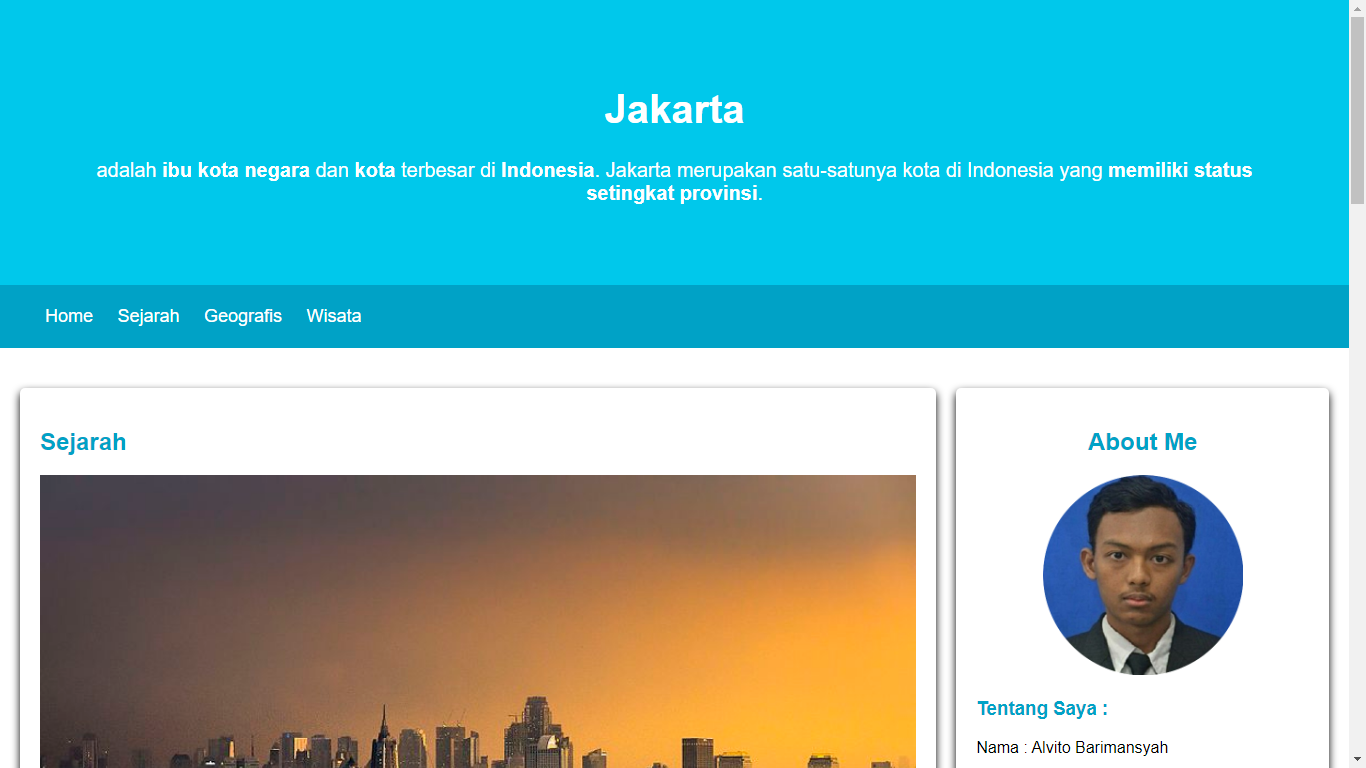 Jakarta
adalah ibu kota negara dan kota terbesar di Indonesia. Jakarta merupakan satu-satunya kota di Indonesia yang memiliki status
setingkat provinsi.
Home Sejarah Geografis Wisata
Sejarah
About Me
Tentang Saya :
Nama : Alvito Barimansyah